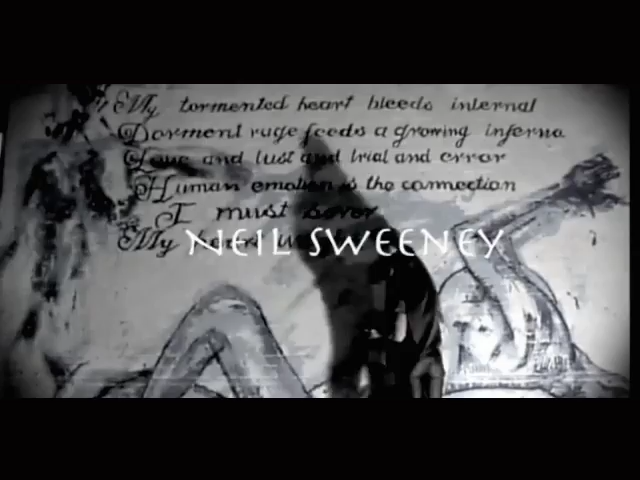 My tormented heart bleeds internal
Dorment rage feeds a growing inferno
Love and lust and trial and error
Human emotion is the connection
I must sever
My heart
NEIL SWEENEY